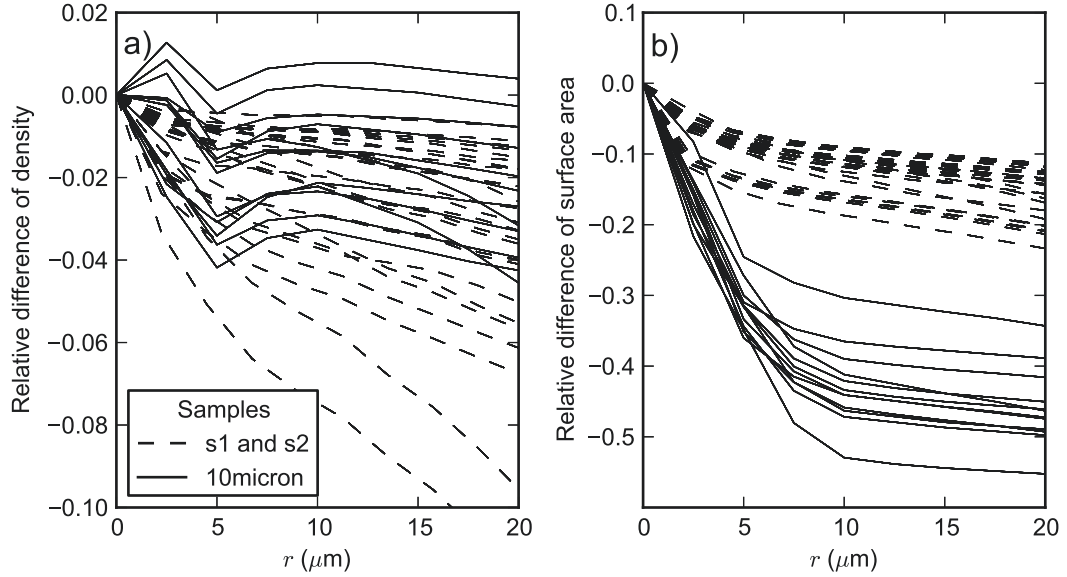 a)
0.02
0.00
−0.02
−0.04
−0.06
−0.08
−0.10
Relative difference of density
0
5
10
15
20
r (μm)
Samples
s1 and s2
10micron
b)
0.1
0.0
−0.1
−0.2
−0.3
−0.4
−0.5
Relative difference of surface area
0
5
10
15
20
r (μm)